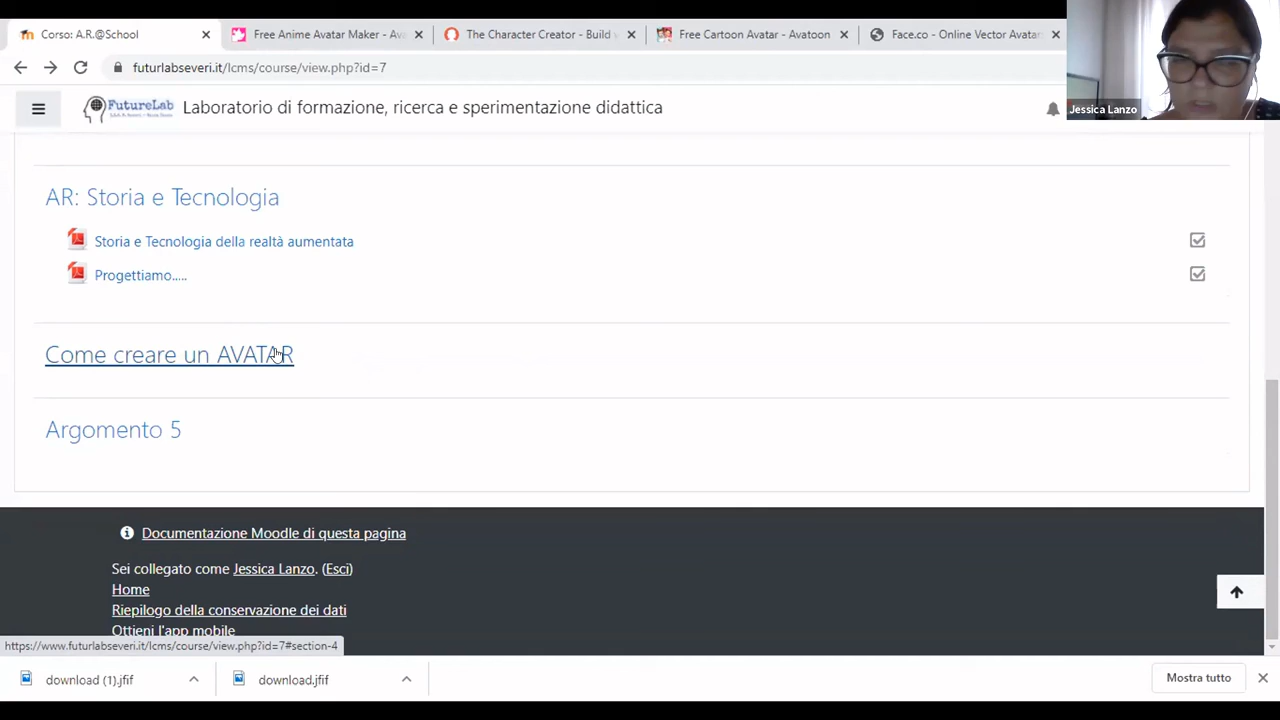 Corso: A.R.@School
Free Anime Avatar Maker - Ava
The Character Creator - Build
Free Cartoon Avatar - Avatoon
Face.co - Online Vector Avatar
futurlabseveri.it/lcms/course/view.php?id=7
FutureLab
Laboratorio di formazione, ricerca e sperimentazione didattica
Jessica Lanzo
AR: Storia e Tecnologia
Storia e Tecnologia della realtà aumentata
Progettiamo.....
Come creare un AVATAR
Argomento 5
Documentazione Moodle di questa pagina
Sei collegato come Jessica Lanzo. (Esci)
Home
Riepilogo della conservazione dei dati
Ottieni l'app mobile
https://www.futurlabseveri.it/lcms/course/view.php?id=7#section-4
download (1).jfif
download.jfif
Mostra tutto